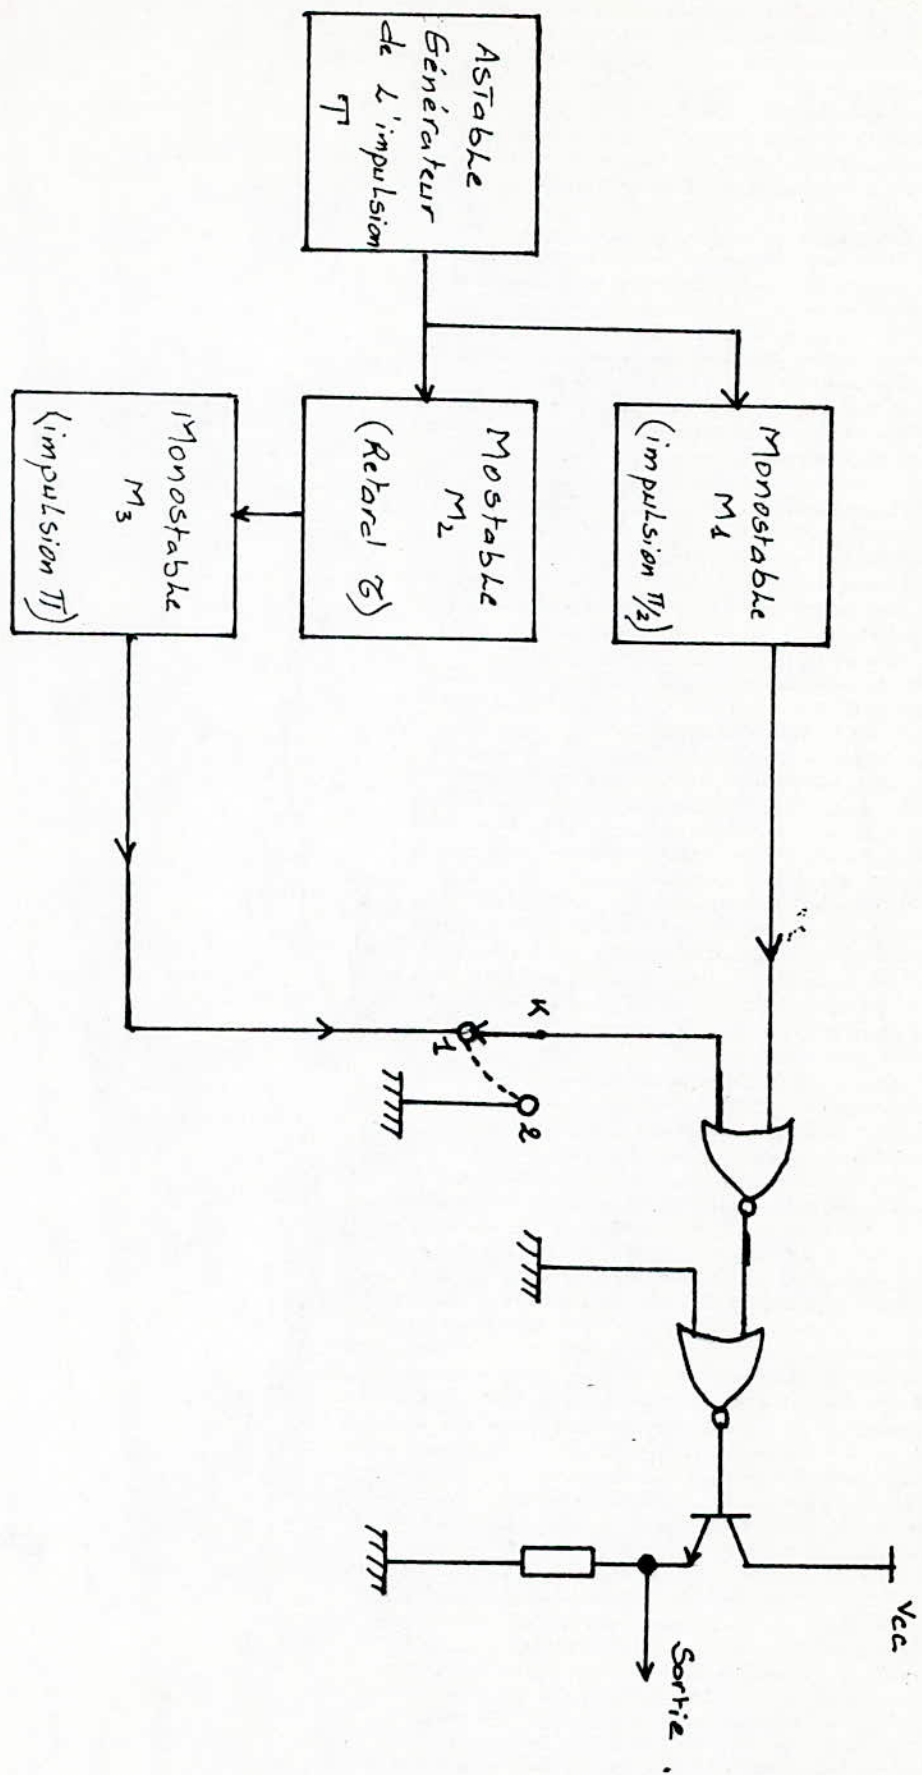 Astable
Générateur
de L'impulsion
T
Monostable
M1
(impulsion π/2)
Mostable
M2
(Retard τ)
Monostable
M3
(impulsion π)
K
1
2
Vcc
Sortie